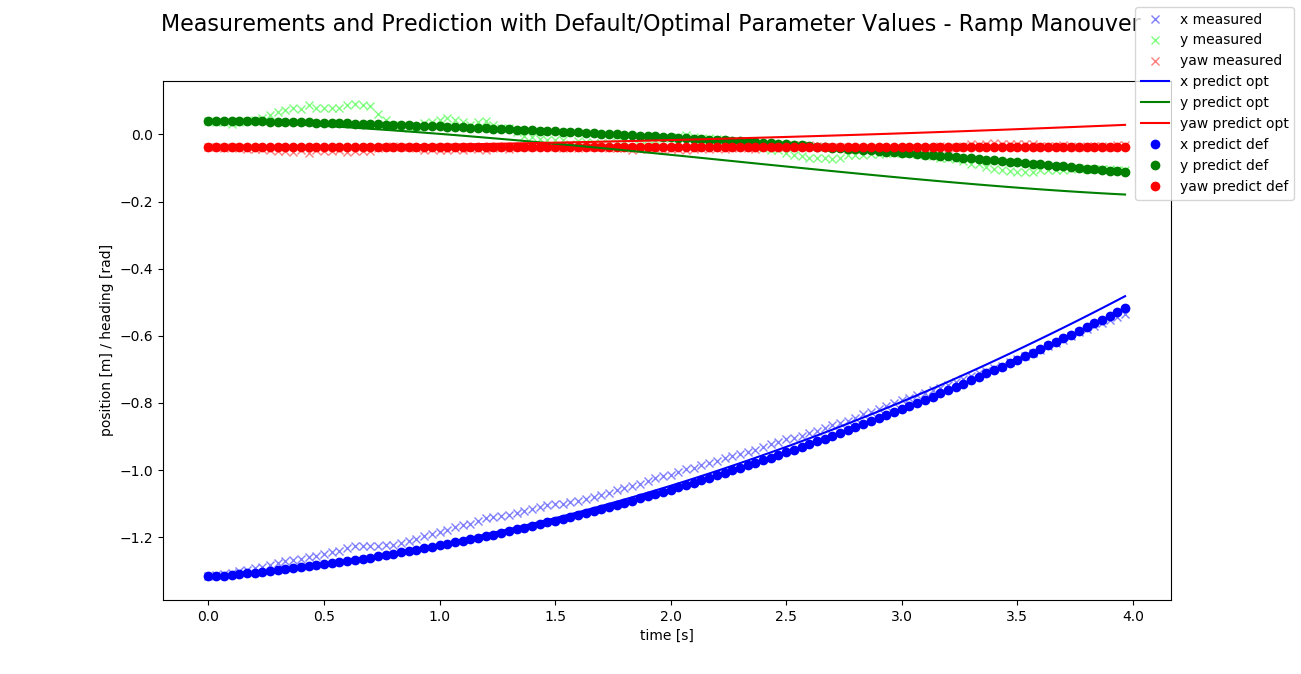 Measurements and Prediction with Default/Optimal Parameter Values - Ramp Manouver
x measured
y measured
yaw measured
x predict opt
y predict opt
yaw predict opt
x predict def
y predict def
yaw predict def
position [m] / heading [rad]
0.0
−0.2
−0.4
−0.6
−0.8
−1.0
−1.2
0.0 0.5 1.0 1.5 2.0 2.5 3.0 3.5 4.0
time [s]